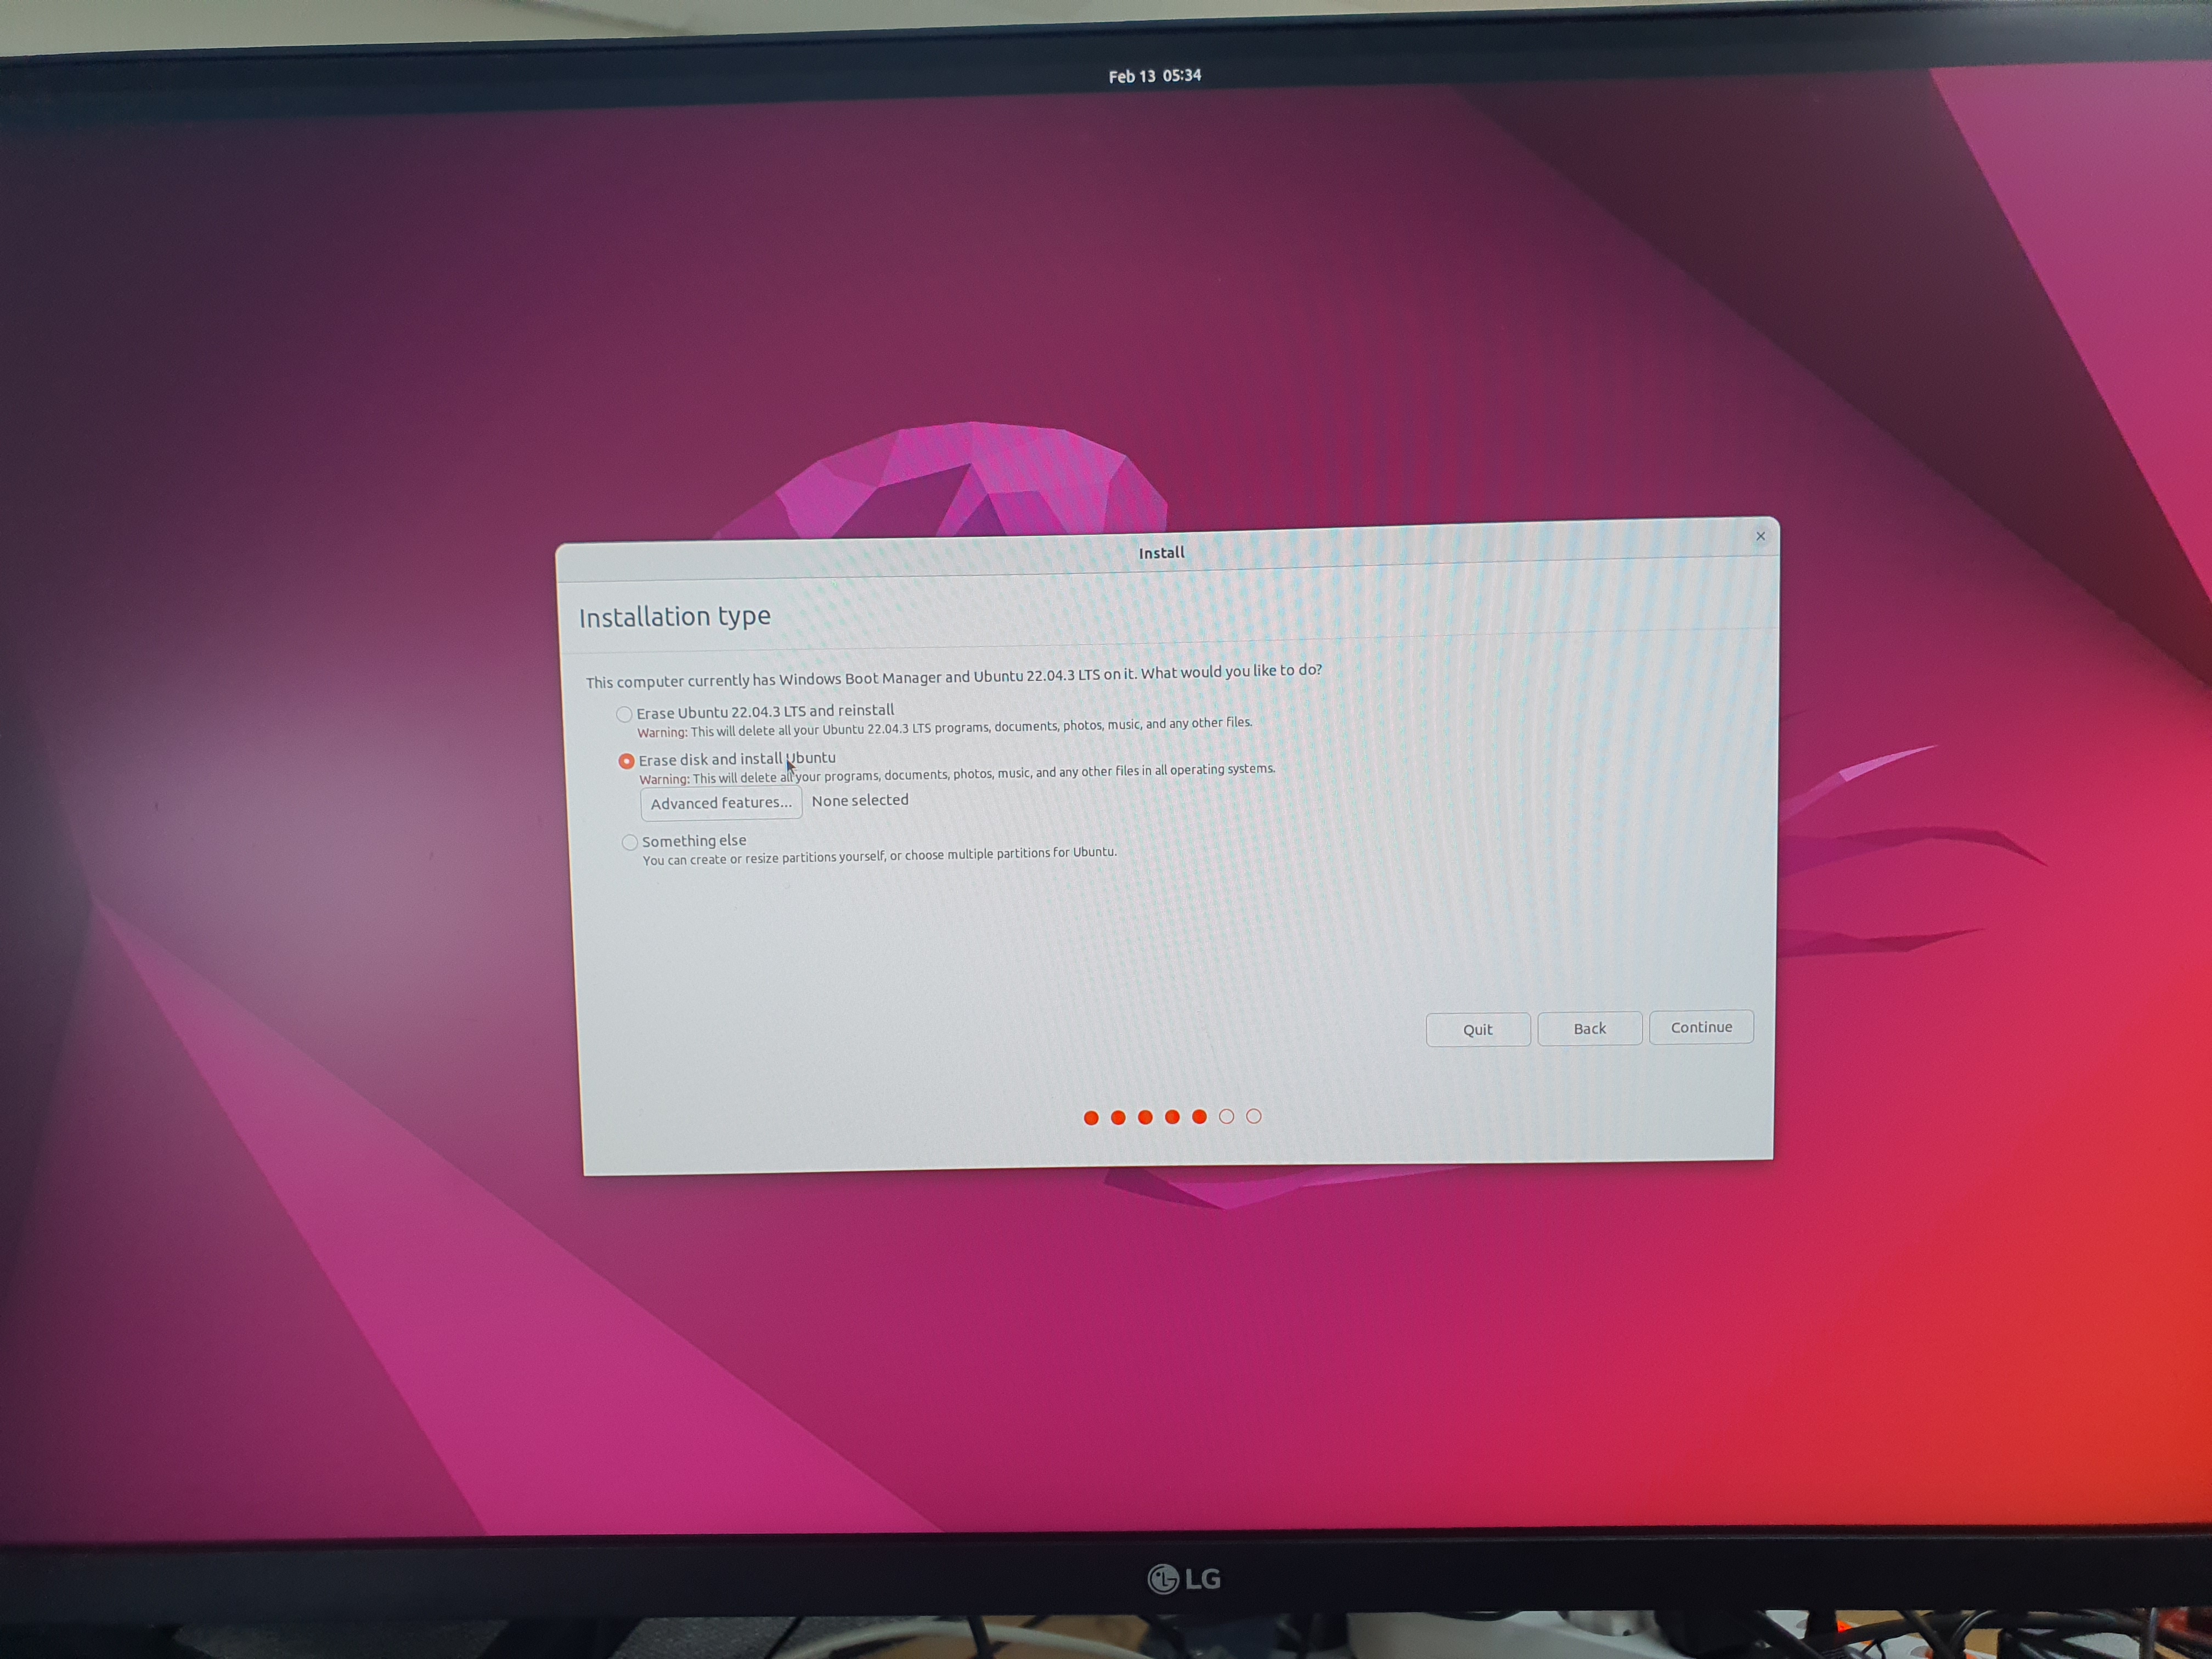 Feb 13 05:34
Install
Installation type
This computer currently has Windows Boot Manager and Ubuntu 22.04.3 LTS on it. What would you like to do?
Erase Ubuntu 22.04.3 LTS and reinstall
Warning: This will delete all your Ubuntu 22.04.3 LTS programs, documents, photos, music, and any other files.
Erase disk and install Ubuntu
Warning: This will delete all your programs, documents, photos, music, and any other files in all operating systems.
Advanced features... None selected
Something else
You can create or resize partitions yourself, or choose multiple partitions for Ubuntu.
Quit Back Continue
LG